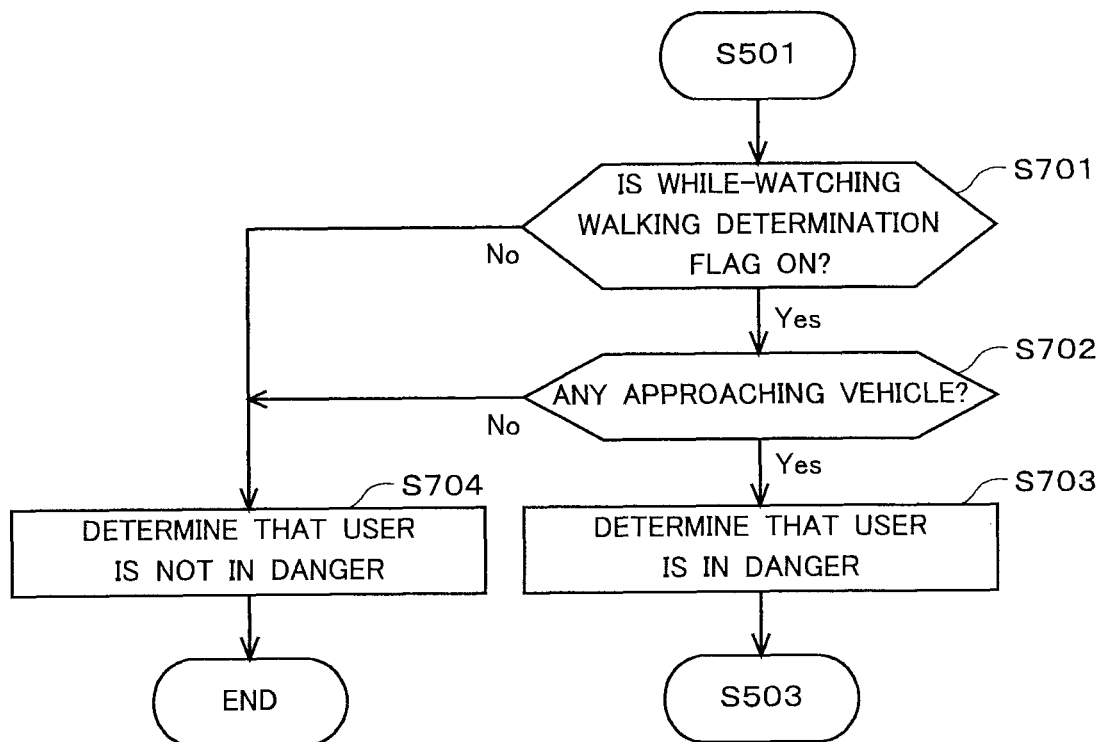 S501
IS WHILE-WATCHING
WALKING DETERMINATION
FLAG ON?
S701
No
Yes
S702
ANY APPROACHING VEHICLE?
No
Yes
S704
S703
DETERMINE THAT USER
IS NOT IN DANGER
DETERMINE THAT USER
IS IN DANGER
END
S503